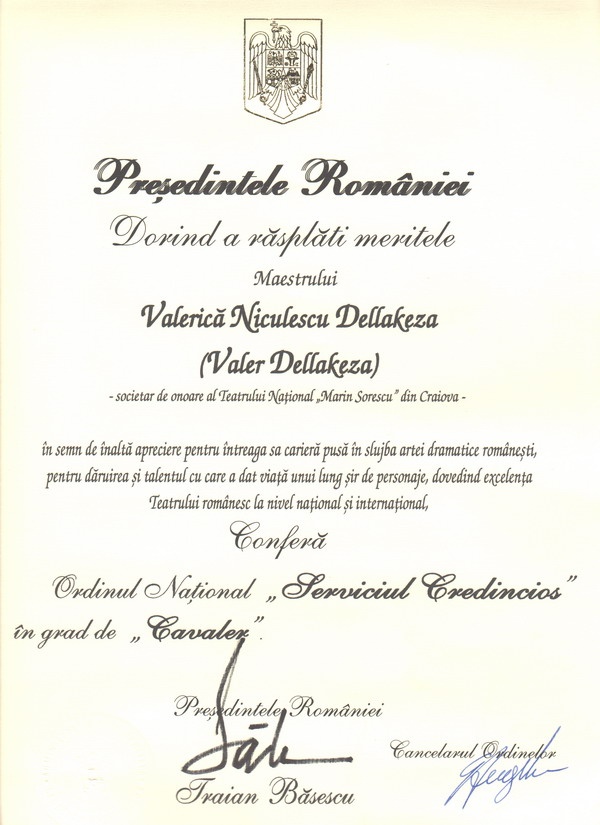 Președintele României
Dorind a răsplăti meritele
Maestrului
Valerică Niculescu Dellakeza
(Valer Dellakeza)
- societar de onoare al Teatrului Național „Marin Sorescu” din Craiova -
în semn de înaltă apreciere pentru întreaga sa carieră pusă în slujba artei dramatice românești,
pentru dăruirea și talentul cu care a dat viață unui lung șir de personaje, dovedind excelența
Teatrului românesc la nivel național și internațional,
Conferă
Ordinul Național „Serviciul Credincios”
în grad de „Cavaler”.
Președintele României
Cancelarul Ordinelor
Traian Băsescu